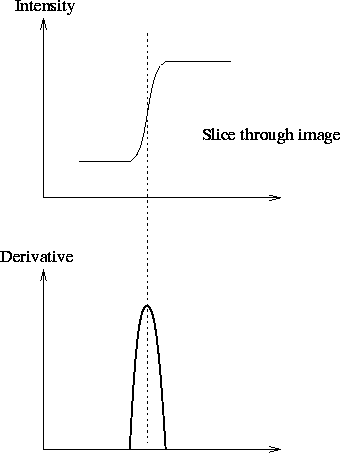 Intensity
Slice through image
Derivative